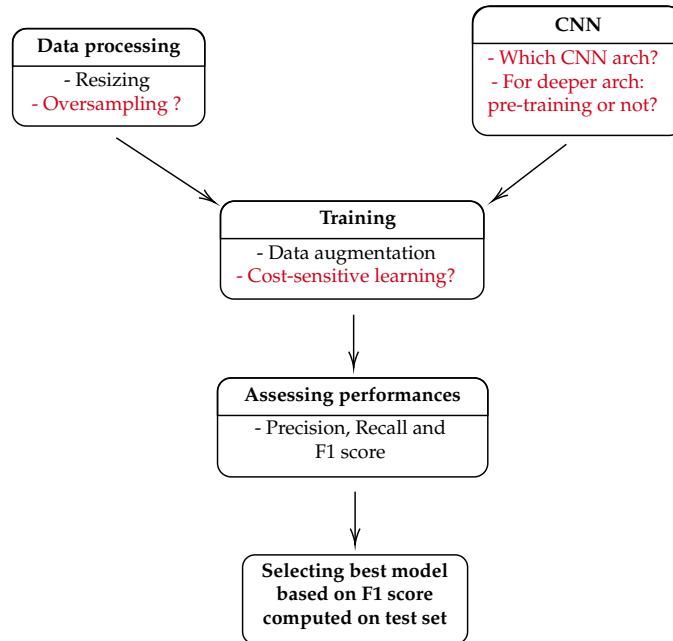 Data processing
- Resizing
- Oversampling ?
CNN
- Which CNN arch?
- For deeper arch:
pre-training or not?
Training
- Data augmentation
- Cost-sensitive learning?
Assessing performances
- Precision, Recall and
F1 score
Selecting best model
based on F1 score
computed on test set